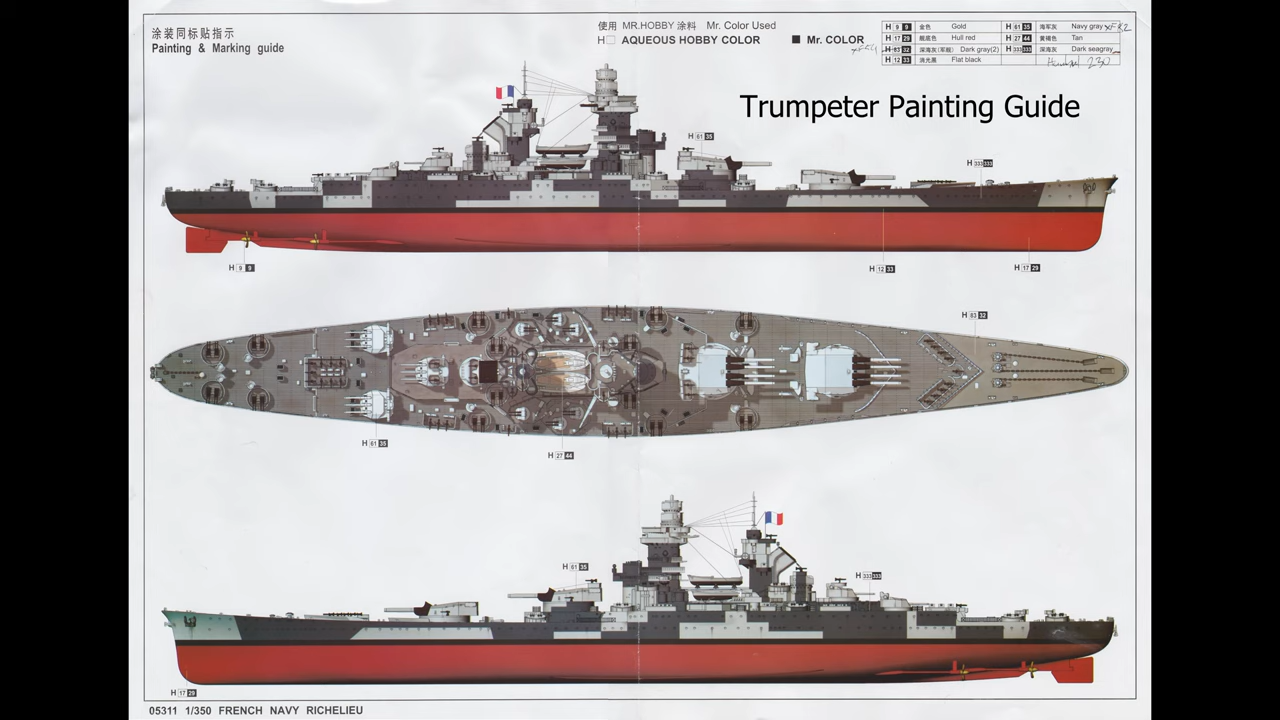 涂装同标贴指示
Painting & Marking guide
使用 MR.HOBBY 涂料 Mr. Color Used
H□ AQUEOUS HOBBY COLOR ■ Mr. COLOR
H 9 9 金色 Gold H 61 35 海军灰 Navy gray XF82
H 17 29 舰底色 Hull red H 27 44 黄褐色 Tan
H 83 32 深海灰(军舰) Dark gray(2) H 333 333 深海灰 Dark seagray
H 12 33 消光黑 Flat black 230
Trumpeter Painting Guide
H 61 35
H 333 333
H 9 9
H 12 33
H 17 29
H 83 32
H 61 35
H 27 44
H 61 35
H 333 333
H 17 29
05311 1/350 FRENCH NAVY RICHELIEU